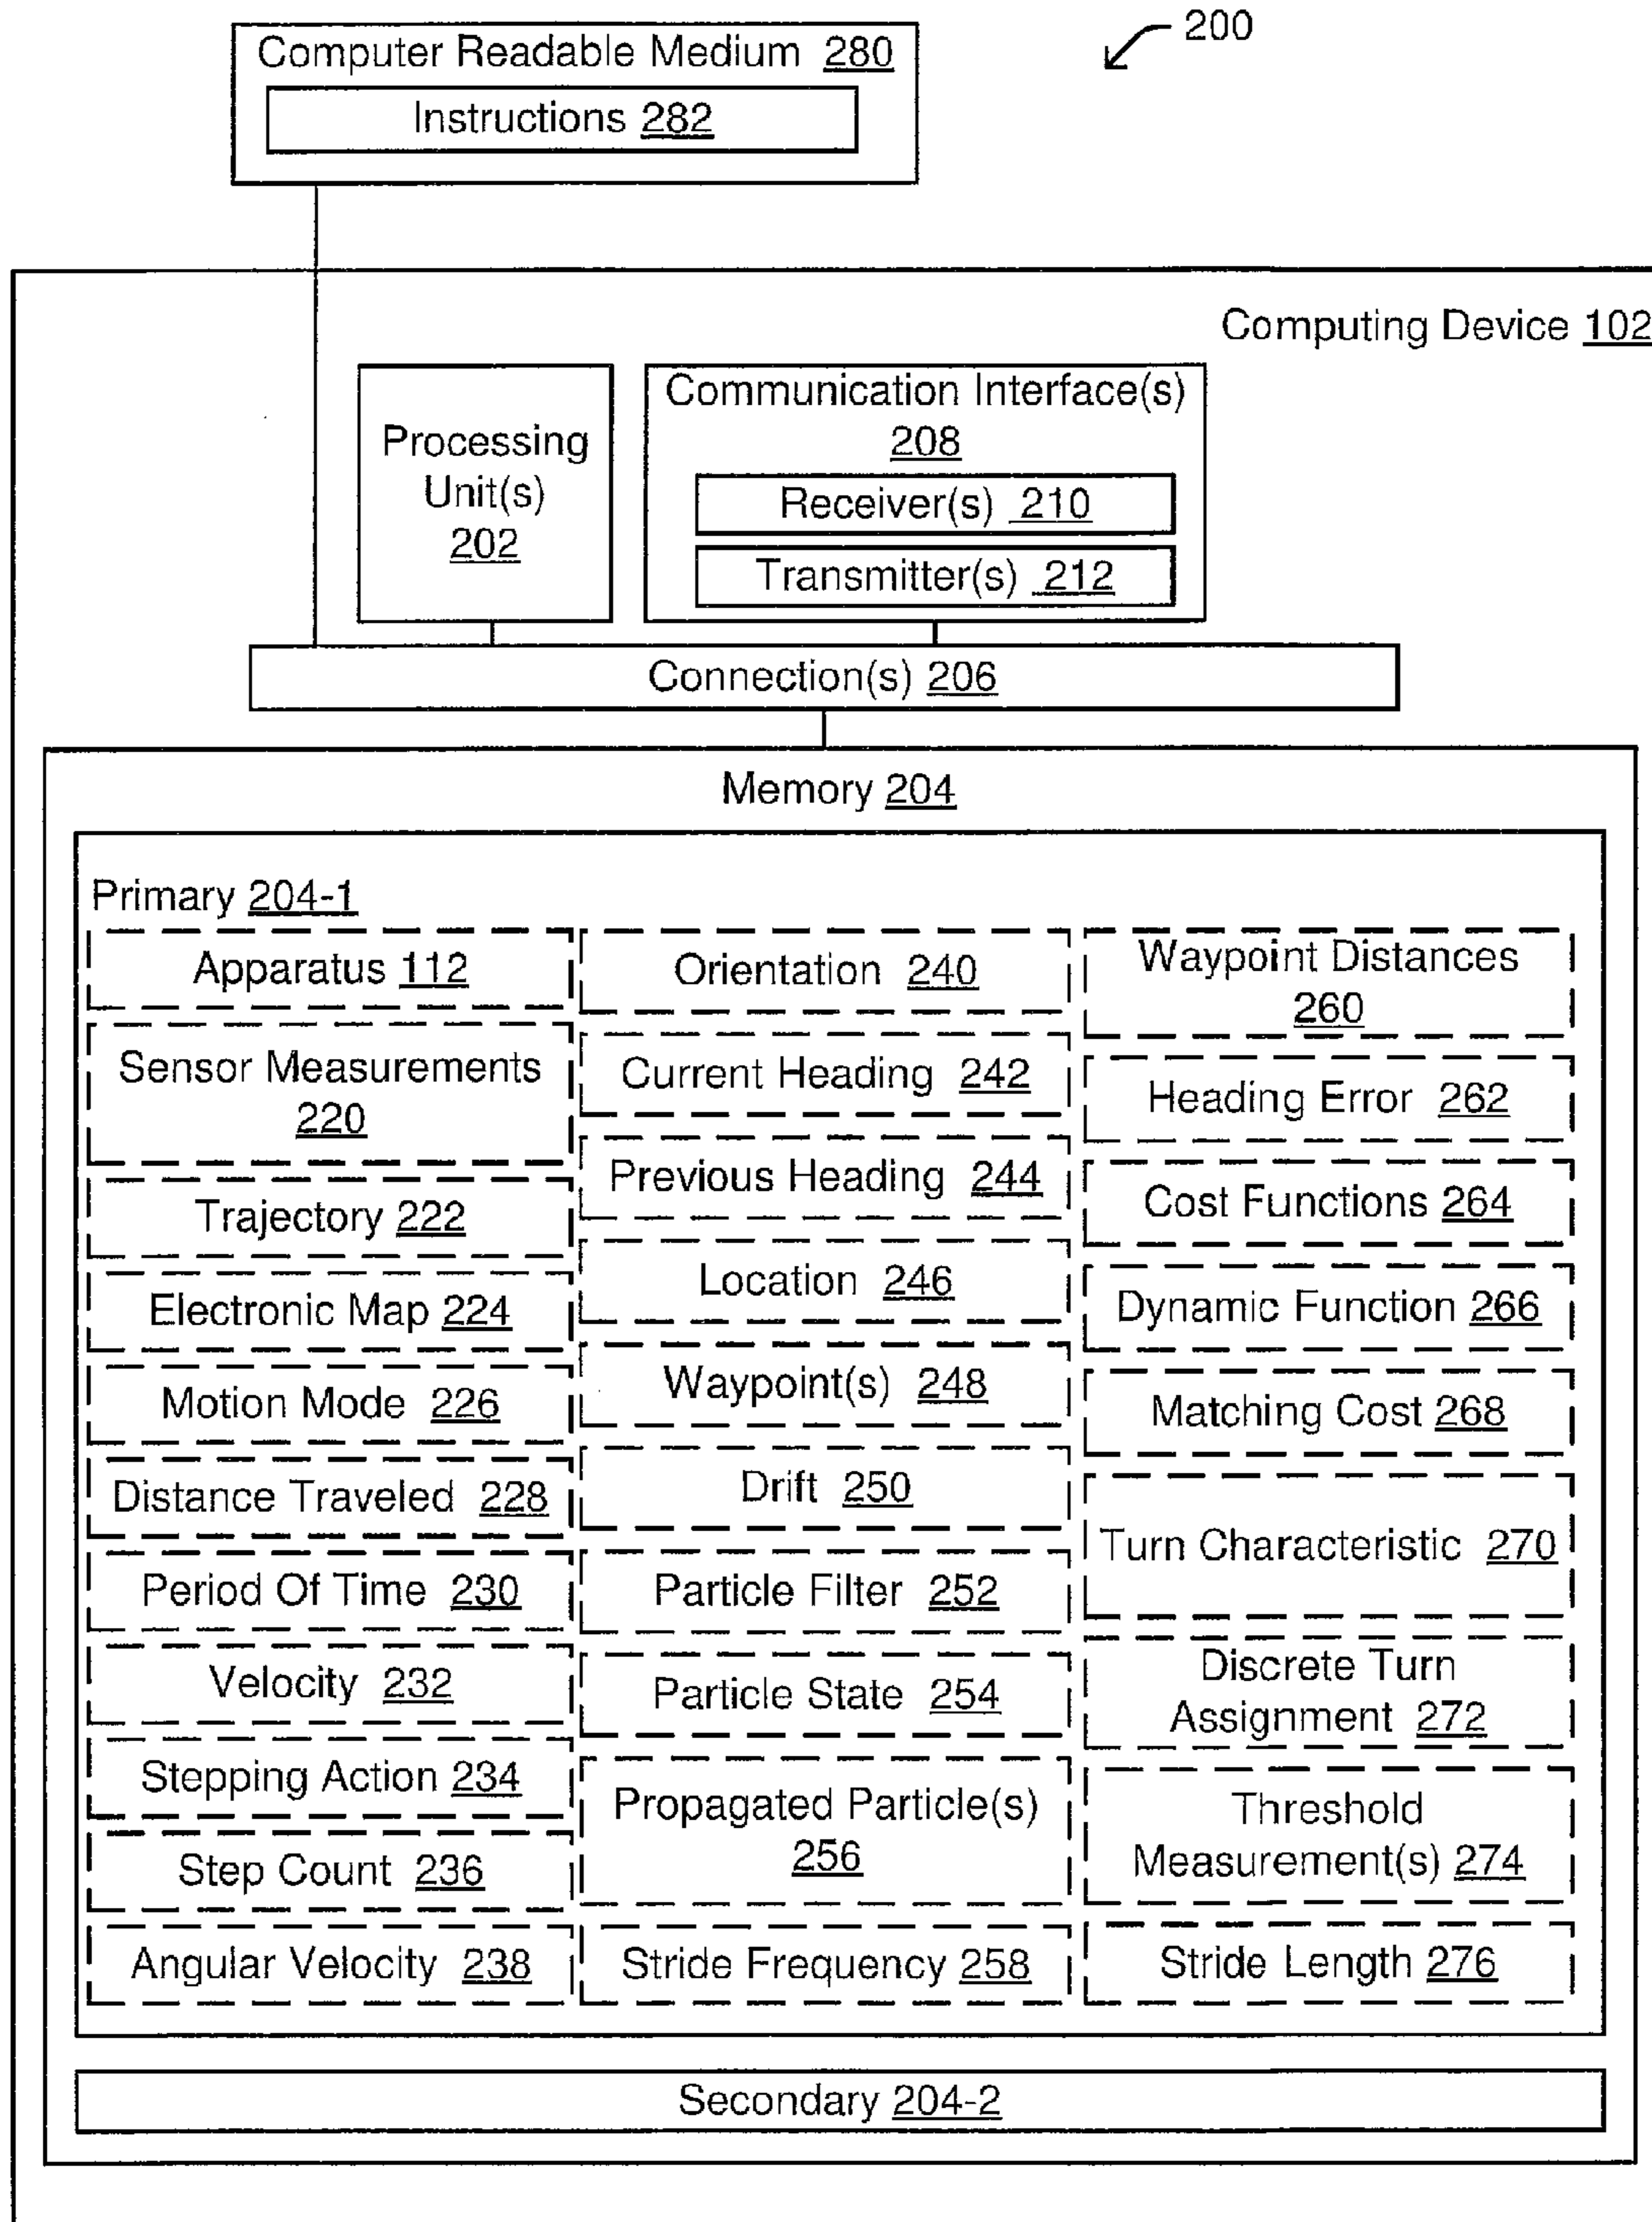 200
Computer Readable Medium 280
Instructions 282
Computing Device 102
Processing
Unit(s)
202
Communication Interface(s)
208
Receiver(s) 210
Transmitter(s) 212
Connection(s) 206
Memory 204
Primary 204-1
Apparatus 112
Sensor Measurements
220
Trajectory 222
Electronic Map 224
Motion Mode 226
Distance Traveled 228
Period Of Time 230
Velocity 232
Stepping Action 234
Step Count 236
Angular Velocity 238
Orientation 240
Current Heading 242
Previous Heading 244
Location 246
Waypoint(s) 248
Drift 250
Particle Filter 252
Particle State 254
Propagated Particle(s)
256
Stride Frequency 258
Waypoint Distances
260
Heading Error 262
Cost Functions 264
Dynamic Function 266
Matching Cost 268
Turn Characteristic 270
Discrete Turn
Assignment 272
Threshold
Measurement(s) 274
Stride Length 276
Secondary 204-2